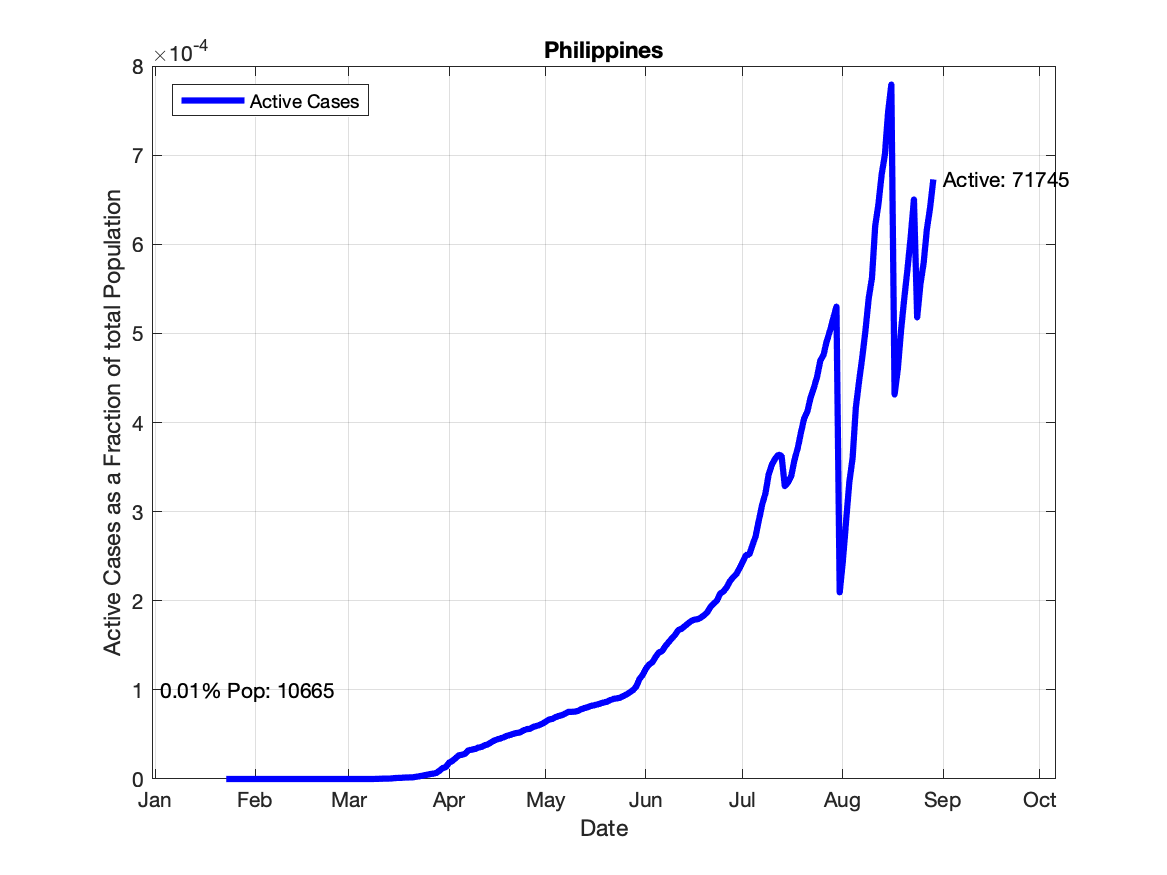 Philippines
×10-4
8
7
6
5
4
3
2
1
0
Active Cases as a Fraction of total Population
Active Cases
Active: 71745
0.01% Pop: 10665
Jan Feb Mar Apr May Jun Jul Aug Sep Oct
Date